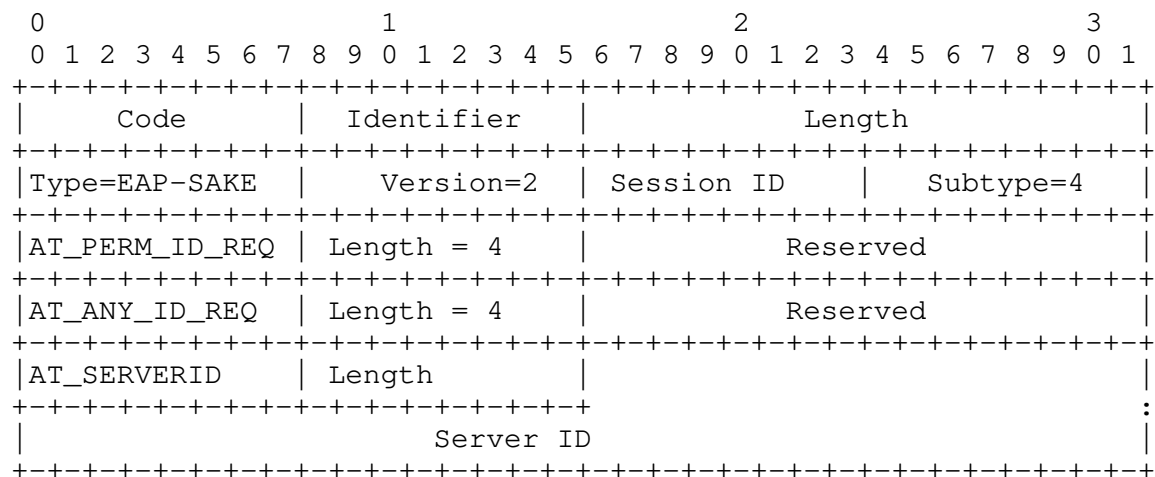 0                   1                   2                   3
0 1 2 3 4 5 6 7 8 9 0 1 2 3 4 5 6 7 8 9 0 1 2 3 4 5 6 7 8 9 0 1
+-+-+-+-+-+-+-+-+-+-+-+-+-+-+-+-+-+-+-+-+-+-+-+-+-+-+-+-+-+-+-+-+
|     Code      |  Identifier   |            Length             |
+-+-+-+-+-+-+-+-+-+-+-+-+-+-+-+-+-+-+-+-+-+-+-+-+-+-+-+-+-+-+-+-+
|Type=EAP-SAKE  |    Version=2  | Session ID    |   Subtype=4   |
+-+-+-+-+-+-+-+-+-+-+-+-+-+-+-+-+-+-+-+-+-+-+-+-+-+-+-+-+-+-+-+-+
|AT_PERM_ID_REQ | Length = 4    |           Reserved            |
+-+-+-+-+-+-+-+-+-+-+-+-+-+-+-+-+-+-+-+-+-+-+-+-+-+-+-+-+-+-+-+-+
|AT_ANY_ID_REQ  | Length = 4    |           Reserved            |
+-+-+-+-+-+-+-+-+-+-+-+-+-+-+-+-+-+-+-+-+-+-+-+-+-+-+-+-+-+-+-+-+
|AT_SERVERID    | Length        |                               |
+-+-+-+-+-+-+-+-+-+-+-+-+-+-+-+-+                               :
|                       Server ID                               |
+-+-+-+-+-+-+-+-+-+-+-+-+-+-+-+-+-+-+-+-+-+-+-+-+-+-+-+-+-+-+-+-+